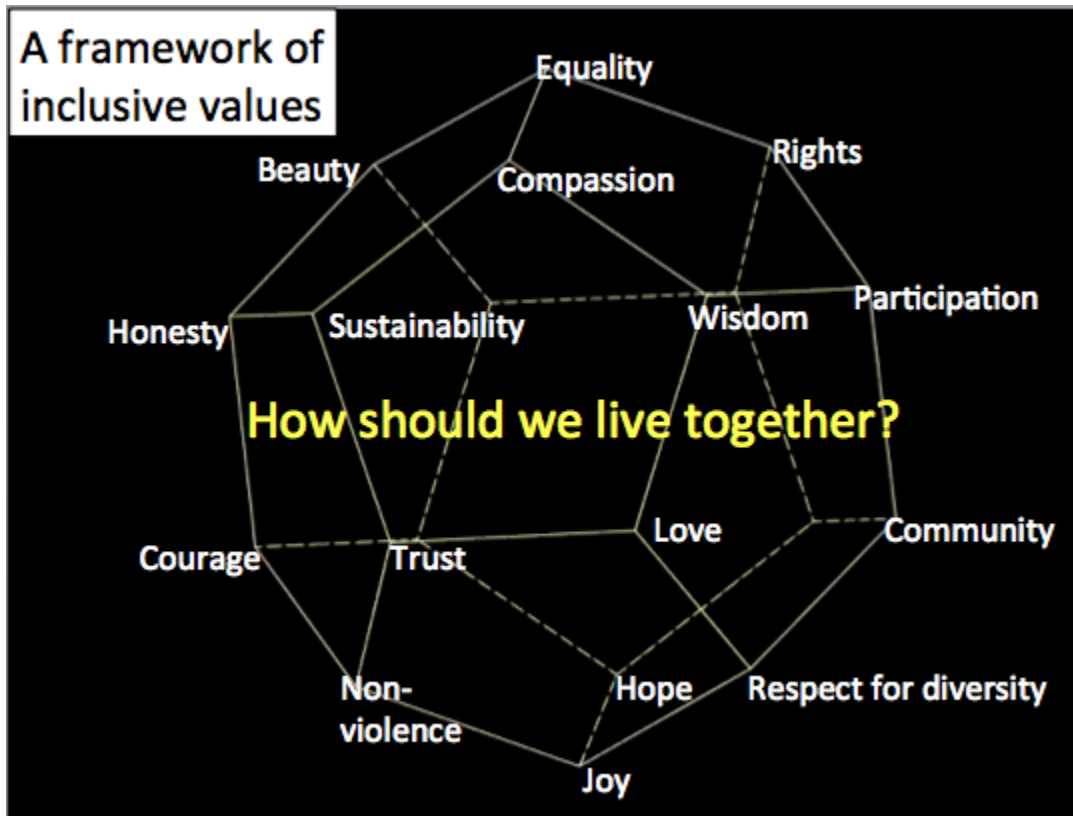 A framework of
inclusive values
Equality
Rights
Beauty
Compassion
Participation
Honesty
Sustainability
Wisdom
How should we live together?
Courage
Trust
Love
Community
Non-
violence
Hope
Respect for diversity
Joy